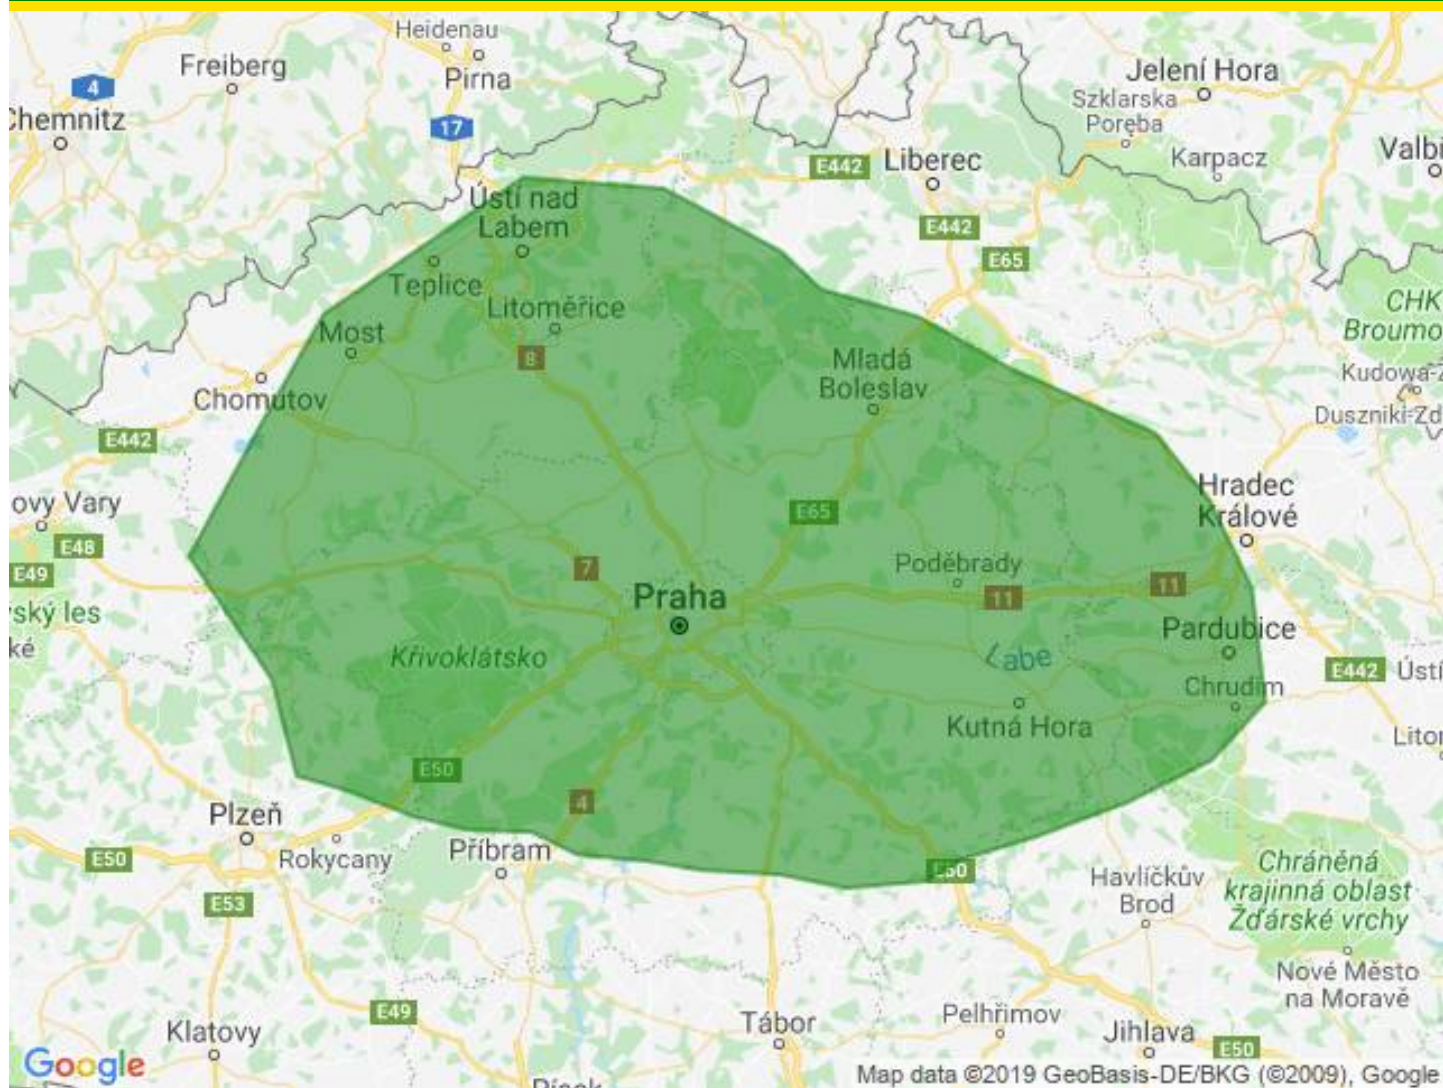 Heidenau
Freiberg
Pirna
4
Chemnitz
17
Jelení Hora
Szklarska
Poręba
Karpacz
Valbř
E442
Liberec
Ústí nad
Labem
E442
E65
Teplice
Litoměřice
Most
8
Mladá
Boleslav
CHK
Broumo
Kudowa-Z
Duszniki-Zd
Chomutov
E442
ovy Vary
E48
E49
E65
Hradec
Králové
7
Poděbrady
11
11
Praha
vský les
ké
Křivoklátsko
Labe
Pardubice
E442
Ústí
Chrudim
Kutná Hora
Litor
E50
4
Plzeň
Rokycany
Příbram
E50
E50
E53
Havlíčkův
Brod
Chráněná
krajinná oblast
Žďárské vrchy
Nové Město
na Moravě
E49
Klatovy
Tábor
Pelhřimov
Jihlava
E50
Google
Písek
Map data ©2019 GeoBasis-DE/BKG (©2009), Google